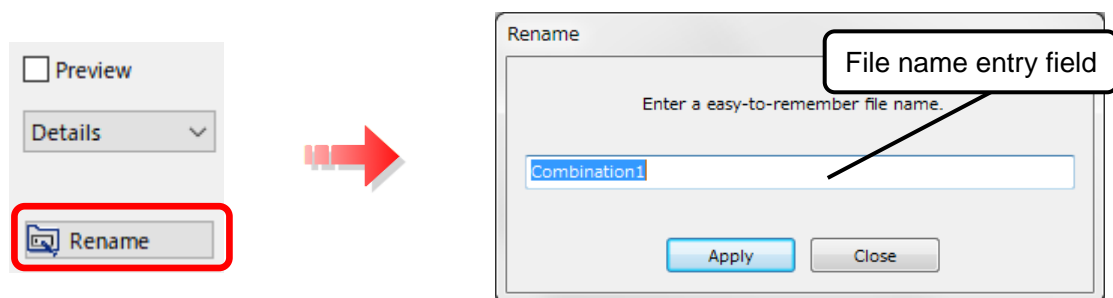 Preview
Details
Rename
Rename
File name entry field
Enter a easy-to-remember file name.
Combination1
Apply
Close